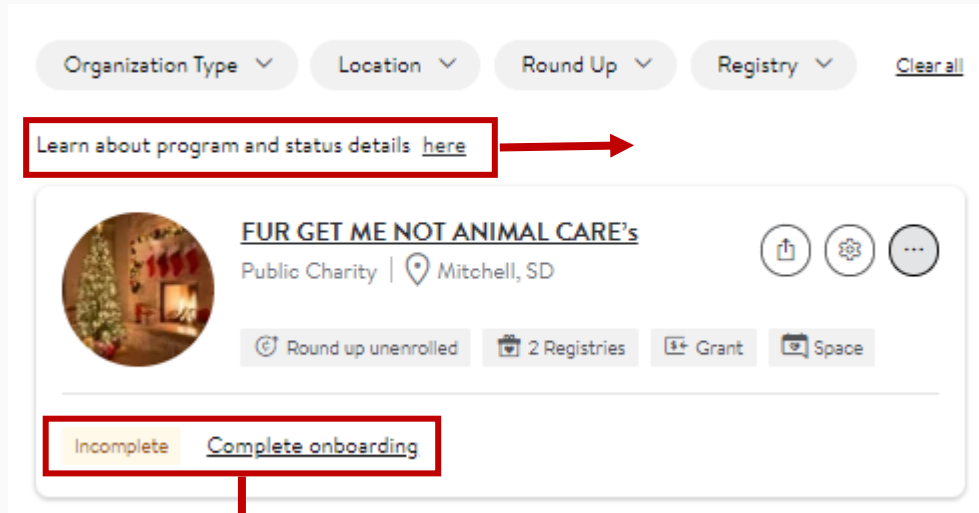 Organization Type Location Round Up Registry Clear all
Learn about program and status details here
FUR GET ME NOT ANIMAL CARE's
Public Charity | Mitchell, SD
Round up unenrolled 2 Registries Grant Space
Incomplete Complete onboarding